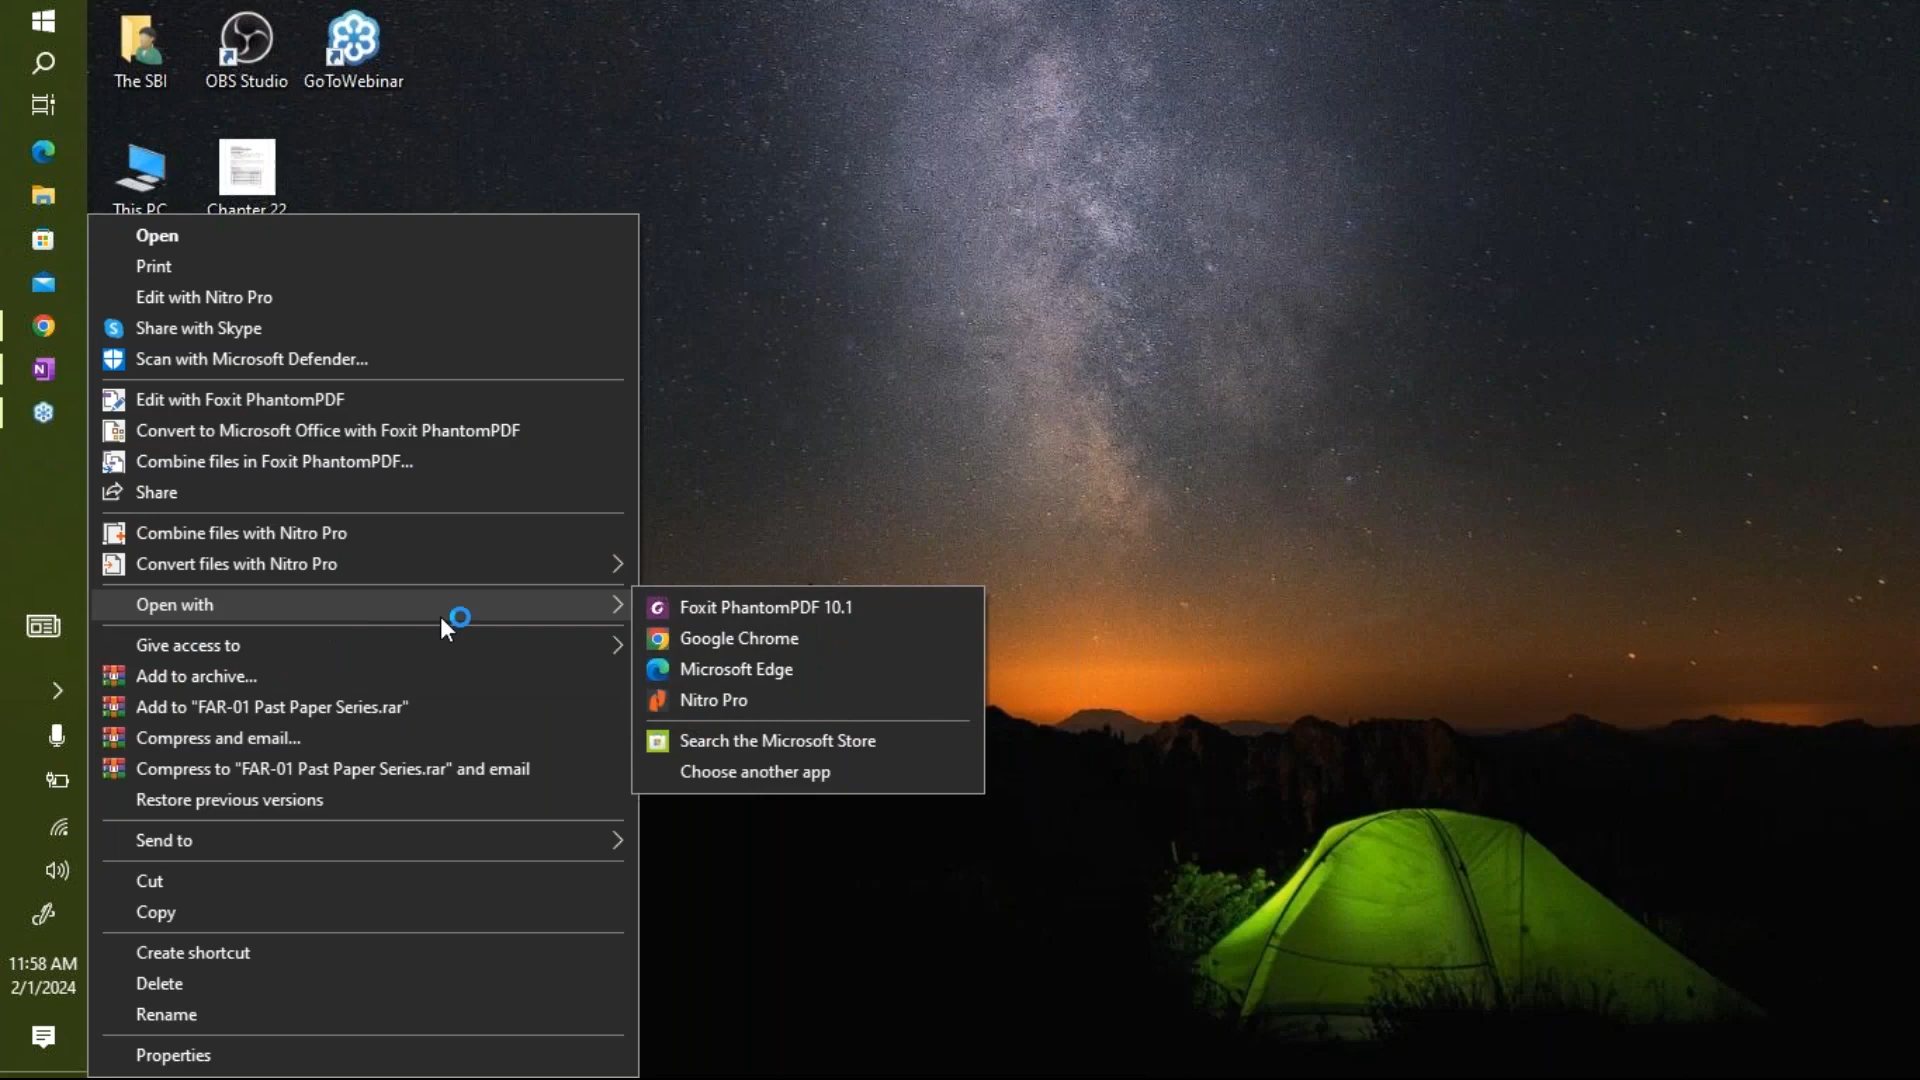 The SBI
OBS Studio
GoToWebinar
This PC
Chapter 22
Open
Print
Edit with Nitro Pro
Share with Skype
Scan with Microsoft Defender...
Edit with Foxit PhantomPDF
Convert to Microsoft Office with Foxit PhantomPDF
Combine files in Foxit PhantomPDF...
Share
Combine files with Nitro Pro
Convert files with Nitro Pro
Open with
Foxit PhantomPDF 10.1
Google Chrome
Microsoft Edge
Nitro Pro
Search the Microsoft Store
Choose another app
Give access to
Add to archive...
Add to "FAR-01 Past Paper Series.rar"
Compress and email...
Compress to "FAR-01 Past Paper Series.rar" and email
Restore previous versions
Send to
Cut
Copy
Create shortcut
Delete
Rename
Properties
11:58 AM
2/1/2024